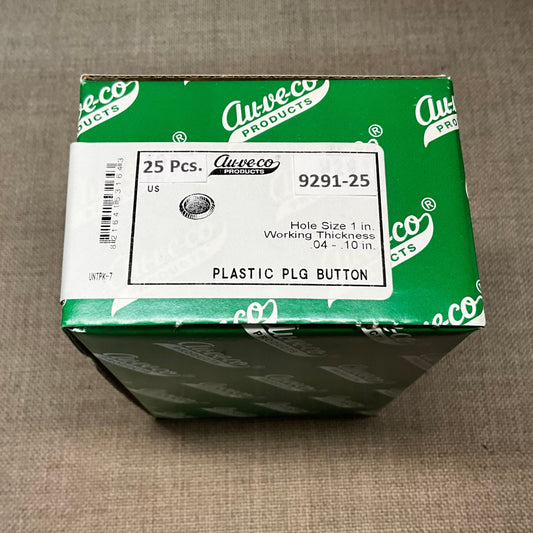 au-ve-co
PRODUCTS
au-ve-co®
PRODUCTS
25 Pcs.
au-ve-co
PRODUCTS
9291-25
US
Hole Size 1 in.
Working Thickness
.04 - .10 in.
UNTPK-7
PLASTIC PLG BUTTON